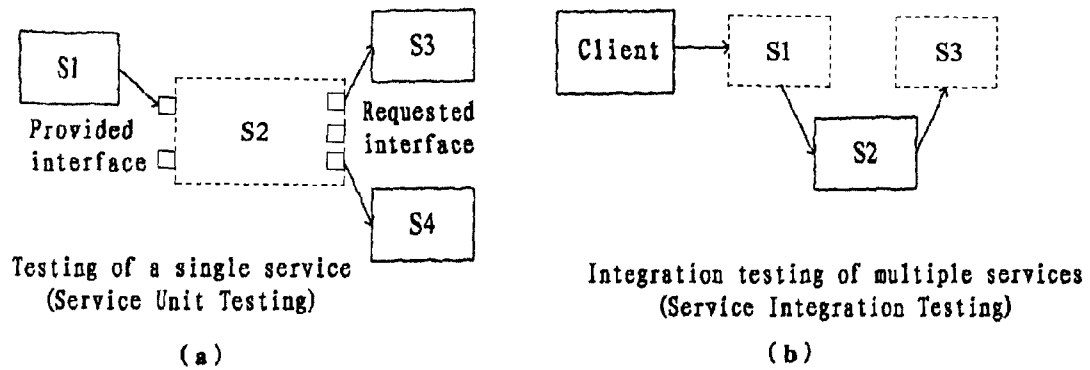 S1
S2
S3
S4
Provided
interface
Requested
interface
Testing of a single service
(Service Unit Testing)
(a)
Client
S1
S3
S2
Integration testing of multiple services
(Service Integration Testing)
(b)